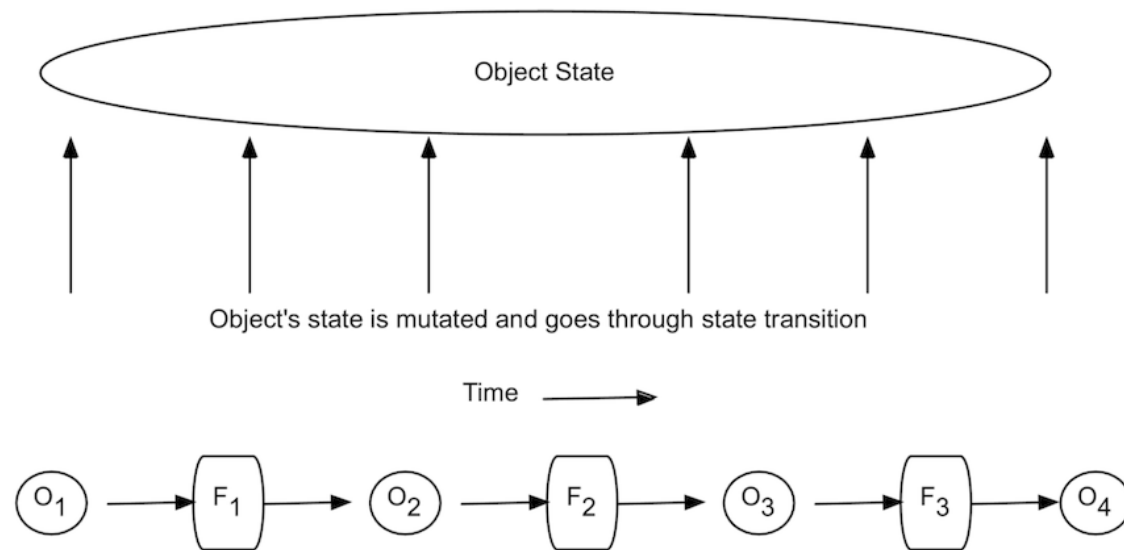 Object State
Object's state is mutated and goes through state transition
Time
O1 F1 O2 F2 O3 F3 O4